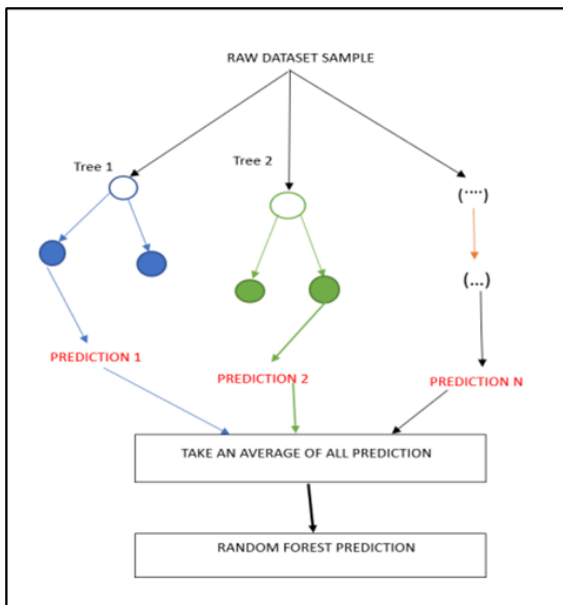 RAW DATASET SAMPLE
Tree 1
Tree 2
(....
(...)
PREDICTION 1
PREDICTION 2
PREDICTION N
TAKE AN AVERAGE OF ALL PREDICTION
RANDOM FOREST PREDICTION